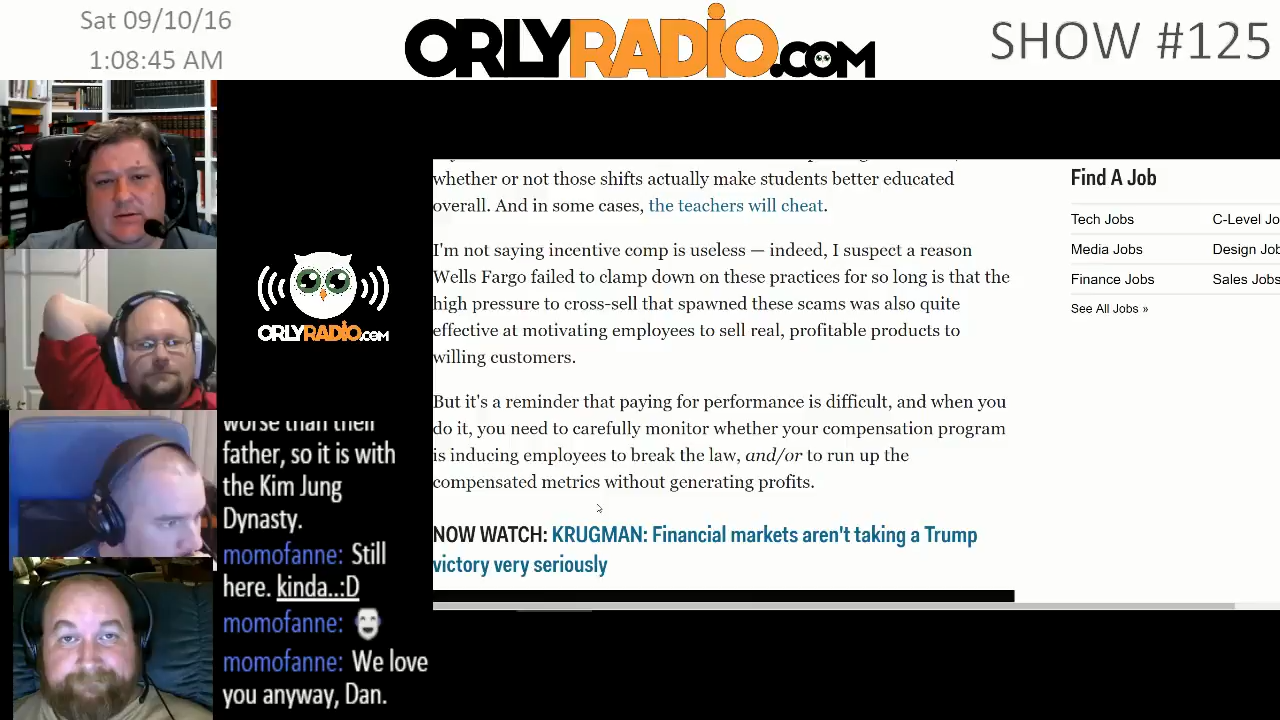 Sat 09/10/16
1:08:45 AM
ORLYRADIO.COM
SHOW #125
whether or not those shifts actually make students better educated
overall. And in some cases, the teachers will cheat.
I'm not saying incentive comp is useless — indeed, I suspect a reason
Wells Fargo failed to clamp down on these practices for so long is that the
high pressure to cross-sell that spawned these scams was also quite
effective at motivating employees to sell real, profitable products to
willing customers.
But it's a reminder that paying for performance is difficult, and when you
do it, you need to carefully monitor whether your compensation program
is inducing employees to break the law, and/or to run up the
compensated metrics without generating profits.
NOW WATCH: KRUGMAN: Financial markets aren't taking a Trump
victory very seriously
Find A Job
Tech Jobs
C-Level Jo
Media Jobs
Design Job
Finance Jobs
Sales Jobs
See All Jobs »
ORLYRADIO.COM
worse than their
father, so it is with
the Kim Jung
Dynasty.
momofanne: Still
here. kinda..:D
momofanne:
momofanne: We love
you anyway, Dan.